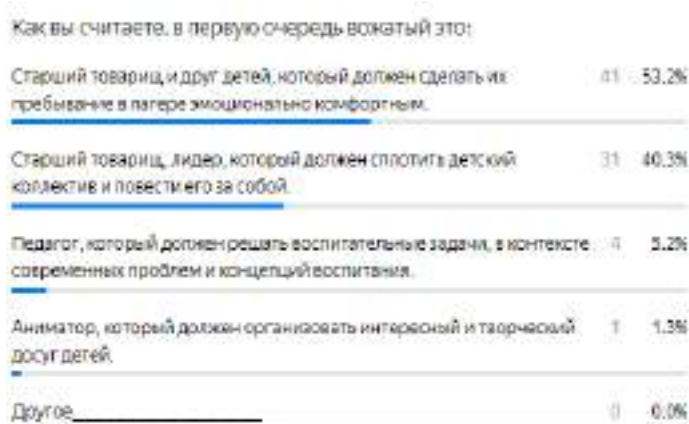 Как вы считаете, в первую очередь вожатый это:
Старший товарищ и друг детей, который должен сделать их 41 53.2%
пребывание в лагере эмоционально комфортным.
Старший товарищ, лидер, который должен сплотить детский 31 40.3%
коллектив и повести его за собой.
Педагог, который должен решать воспитательные задачи, в контексте 4 5.2%
современных проблем и концепций воспитания.
Аниматор, который должен организовать интересный и творческий 1 1.3%
досуг детей.
Другое____________________ 0 0.0%